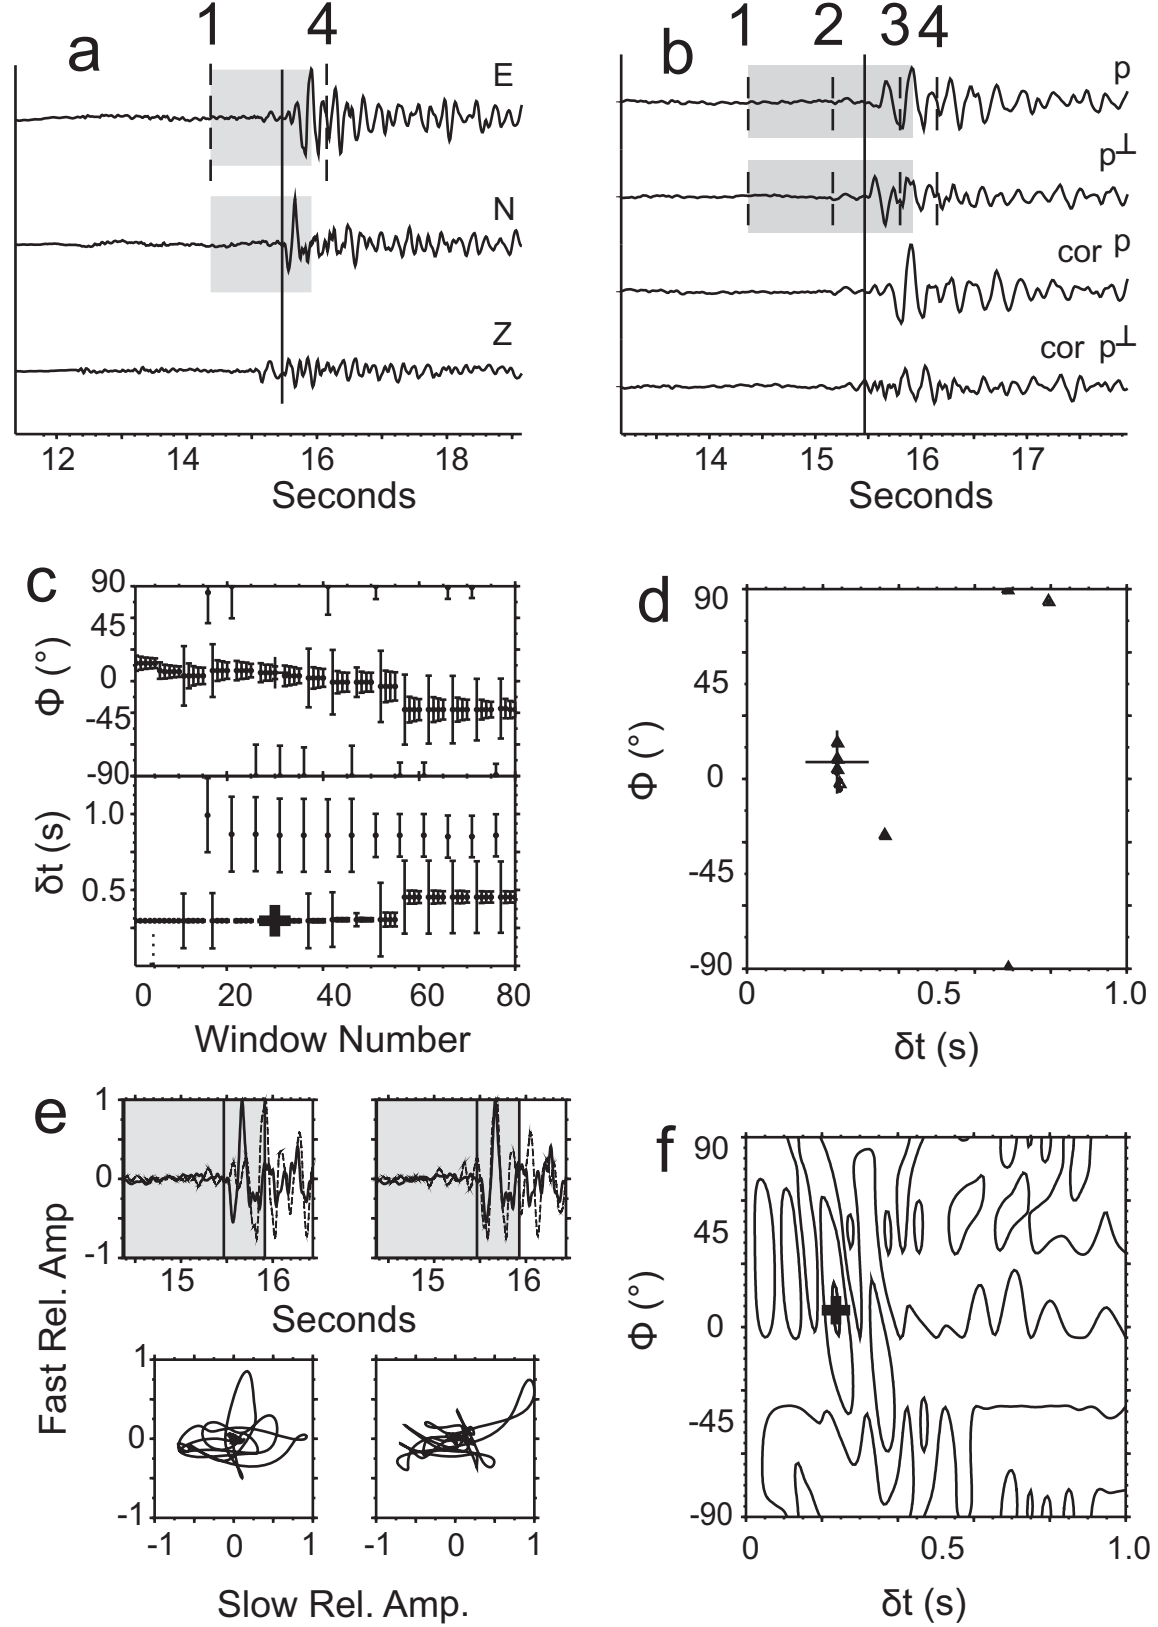 a
1 4
E
N
Z
12 14 16 18
Seconds
b
1 2 3 4
p
p⊥
cor p
cor p⊥
14 15 16 17
Seconds
c
Φ (°)
90
45
0
-45
-90
δt (s)
1.0
0.5
0 20 40 60 80
Window Number
d
Φ (°)
90
45
0
-45
-90
0 0.5 1.0
δt (s)
e
Fast Rel. Amp
1
0
-1
15 16 15 16
Seconds
1
0
-1
-1 0 1 -1 0 1
Slow Rel. Amp.
f
Φ (°)
90
45
0
-45
-90
0 0.5 1.0
δt (s)